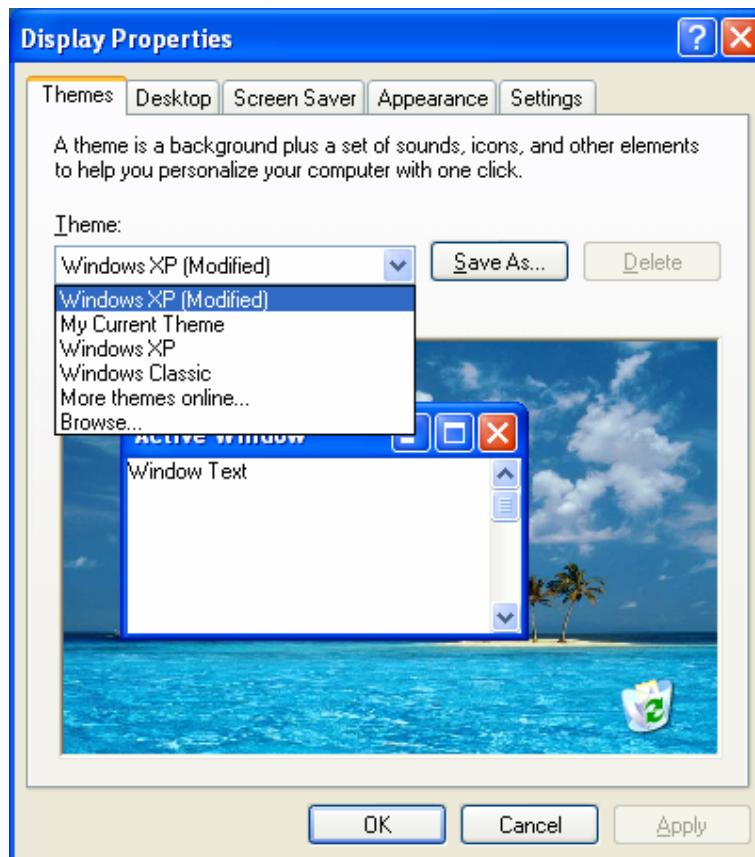 Display Properties
Themes Desktop Screen Saver Appearance Settings
A theme is a background plus a set of sounds, icons, and other elements
to help you personalize your computer with one click.
Theme:
Windows XP (Modified) Save As... Delete
Windows XP (Modified)
My Current Theme
Windows XP
Windows Classic
More themes online...
Browse...
Active Window
Window Text
OK Cancel Apply